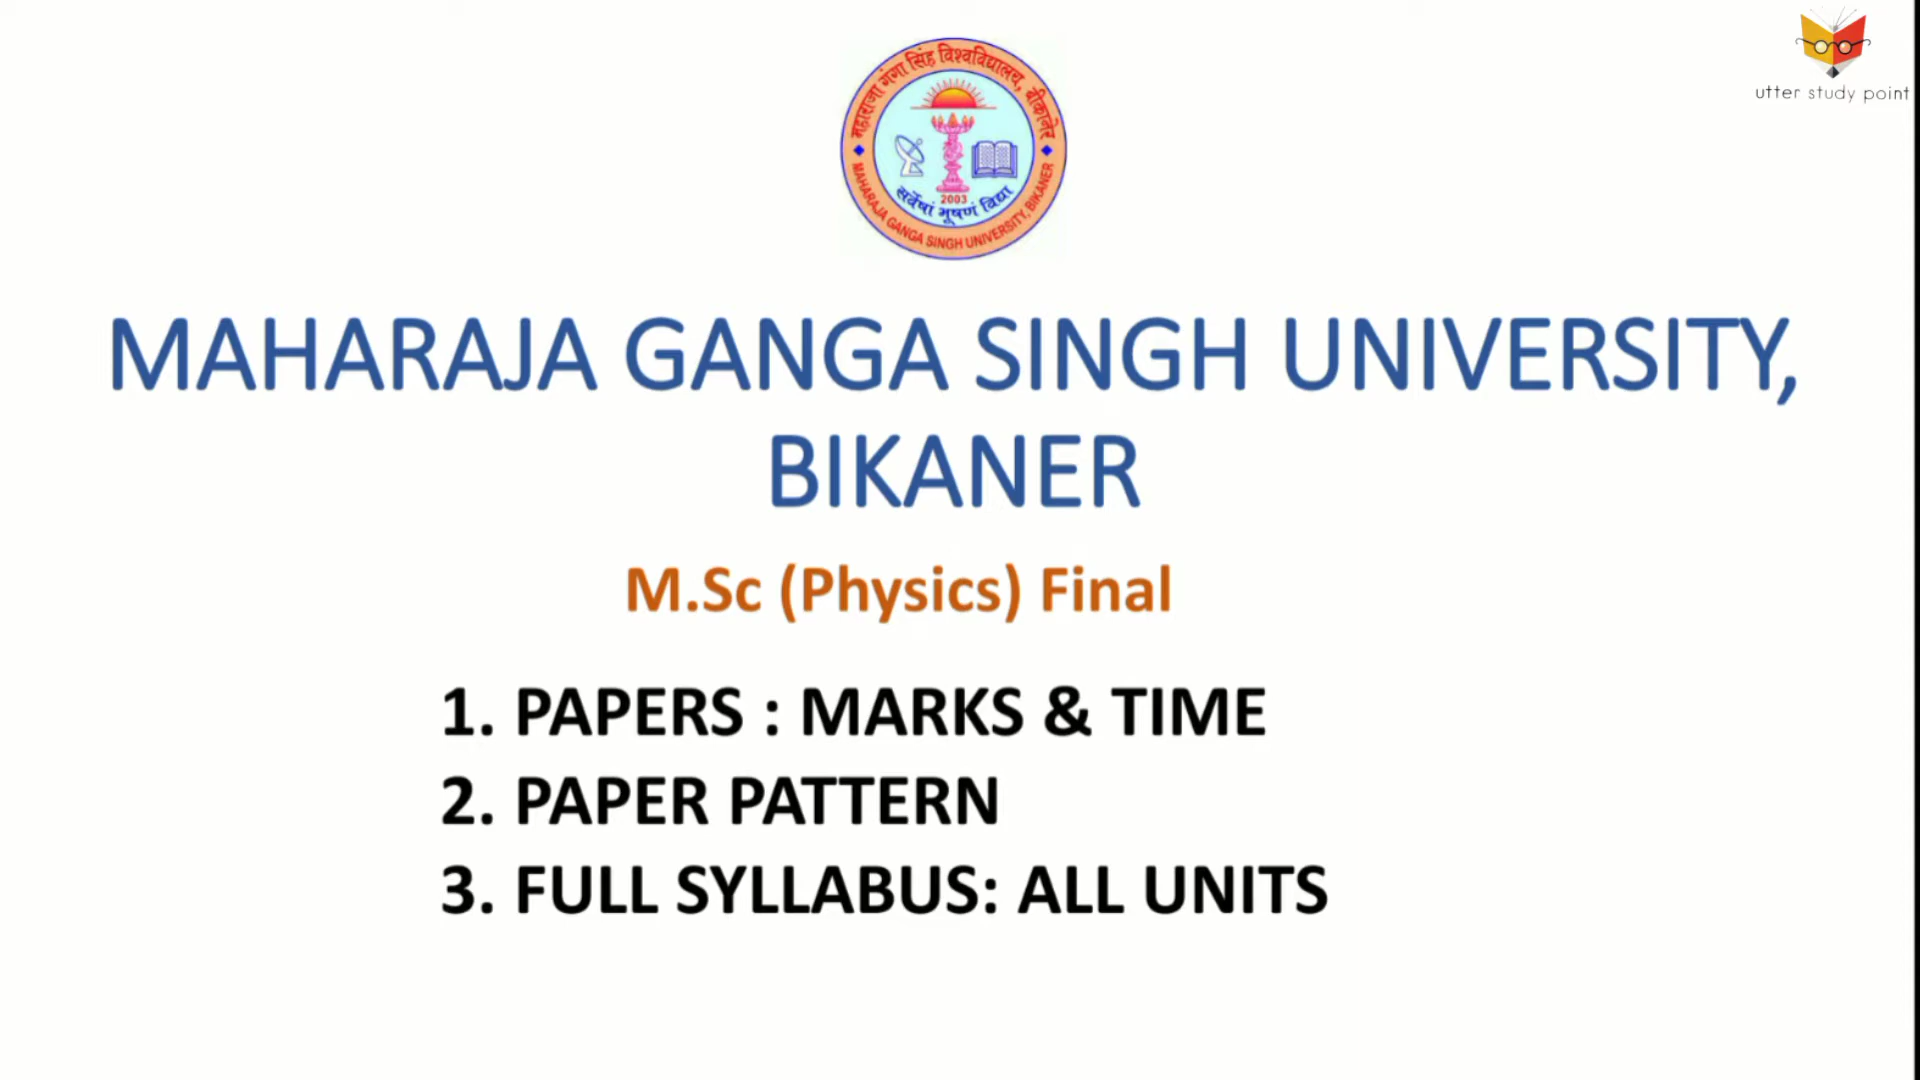 महाराजा गंगा सिंह विश्वविद्यालय, बीकानेर
2003
सर्वेषां भूषणं विद्या
MAHARAJA GANGA SINGH UNIVERSITY, BIKANER
utter study point
MAHARAJA GANGA SINGH UNIVERSITY,
BIKANER
M.Sc (Physics) Final
1. PAPERS : MARKS & TIME
2. PAPER PATTERN
3. FULL SYLLABUS: ALL UNITS